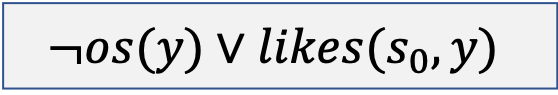 ¬os(y) ∨ likes(s₀, y)